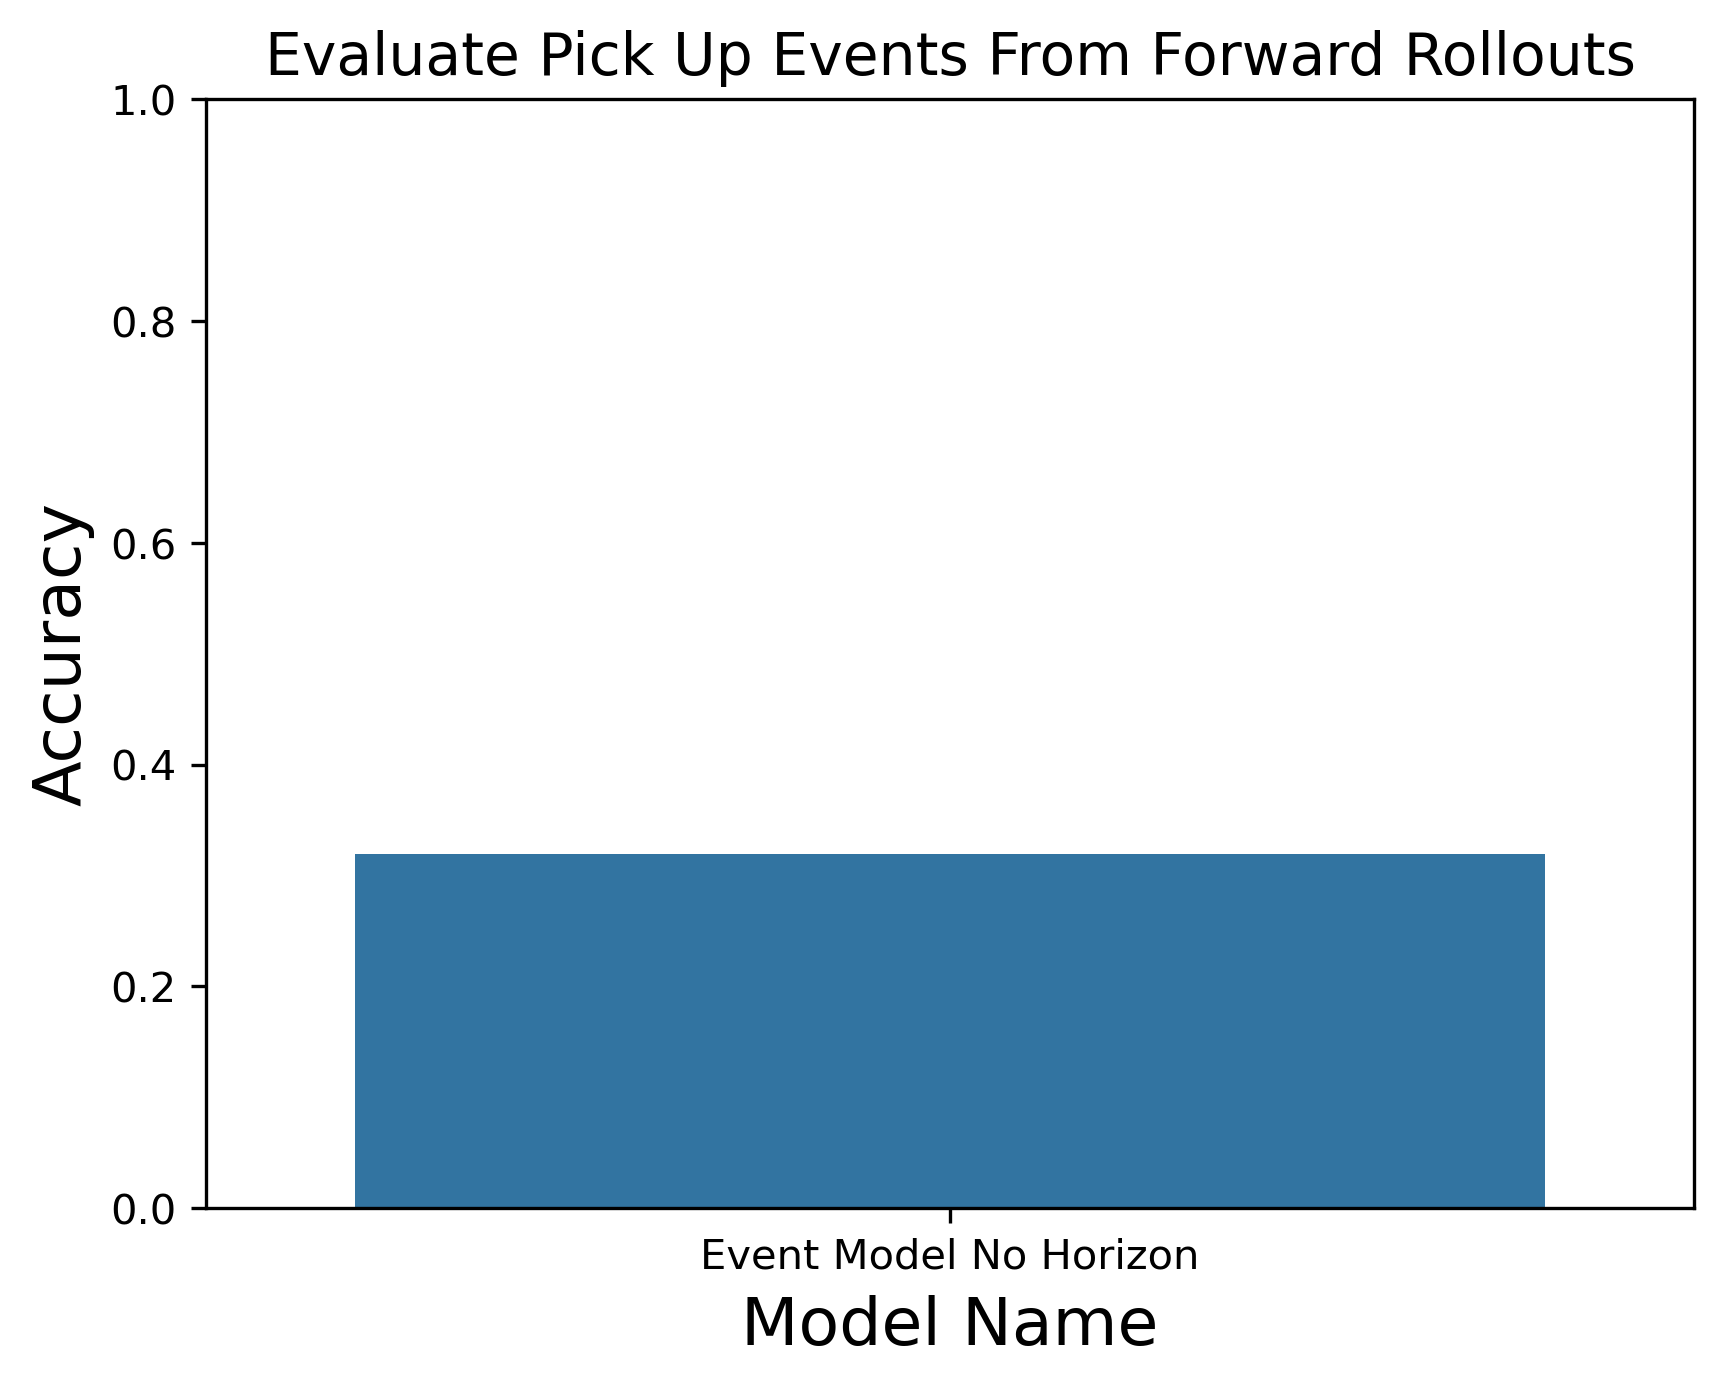 Evaluate Pick Up Events From Forward Rollouts
1.0
0.8
0.6
0.4
0.2
0.0
Accuracy
Event Model No Horizon
Model Name